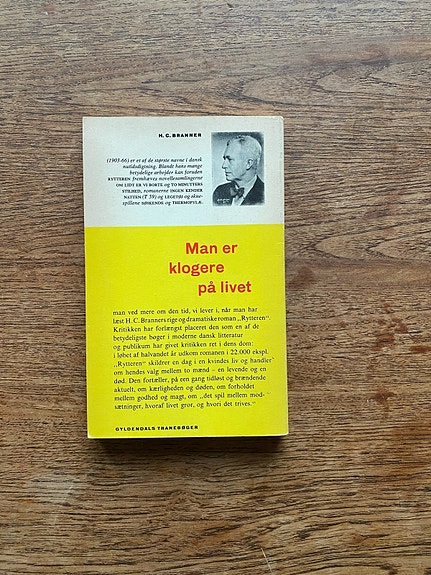 H. C. BRANNER
(1903-66) er et af de største navne i dansk
nutidsdigtning. Blandt hans mange
betydelige arbejder kan foruden
RYTTEREN fremhæves novellesamlingerne
OM LIDT ER VI BORTE og TO MINUTTERS
STILHED, romanerne INGEN KENDER
NATTEN (T 39) og LEGETØJ og skue-
spillene SØSKENDE og THERMOPYLÆ.
Man er
klogere
på livet
man ved mere om den tid, vi lever i, når man har
læst H. C. Branners rige og dramatiske roman „Rytteren".
Kritikken har forlængst placeret den som en af de
betydeligste bøger i moderne dansk litteratur
og publikum har givet kritikken ret i dens dom:
i løbet af halvandet år udkom romanen i 22.000 ekspl.
„Rytteren" skildrer en dag i en kvindes liv og handler
om hendes valg mellem to mænd – en levende og en
død. Den fortæller, på en gang tidløst og brændende
aktuelt, om kærligheden og døden, om forholdet
mellem godhed og magt, om „det spil mellem mod-
sætninger, hvoraf livet gror, og hvori det trives."
GYLDENDALS TRANEBØGER